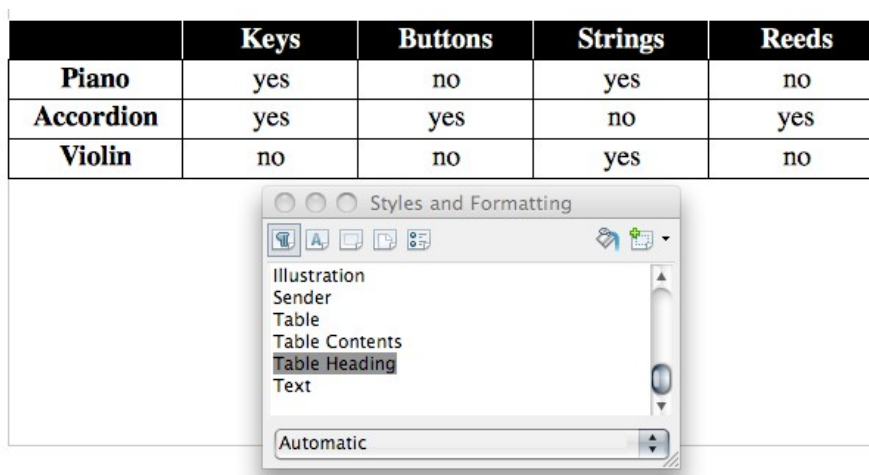 Keys Buttons Strings Reeds
Piano yes no yes no
Accordion yes yes no yes
Violin no no yes no
Styles and Formatting
Illustration
Sender
Table
Table Contents
Table Heading
Text
Automatic